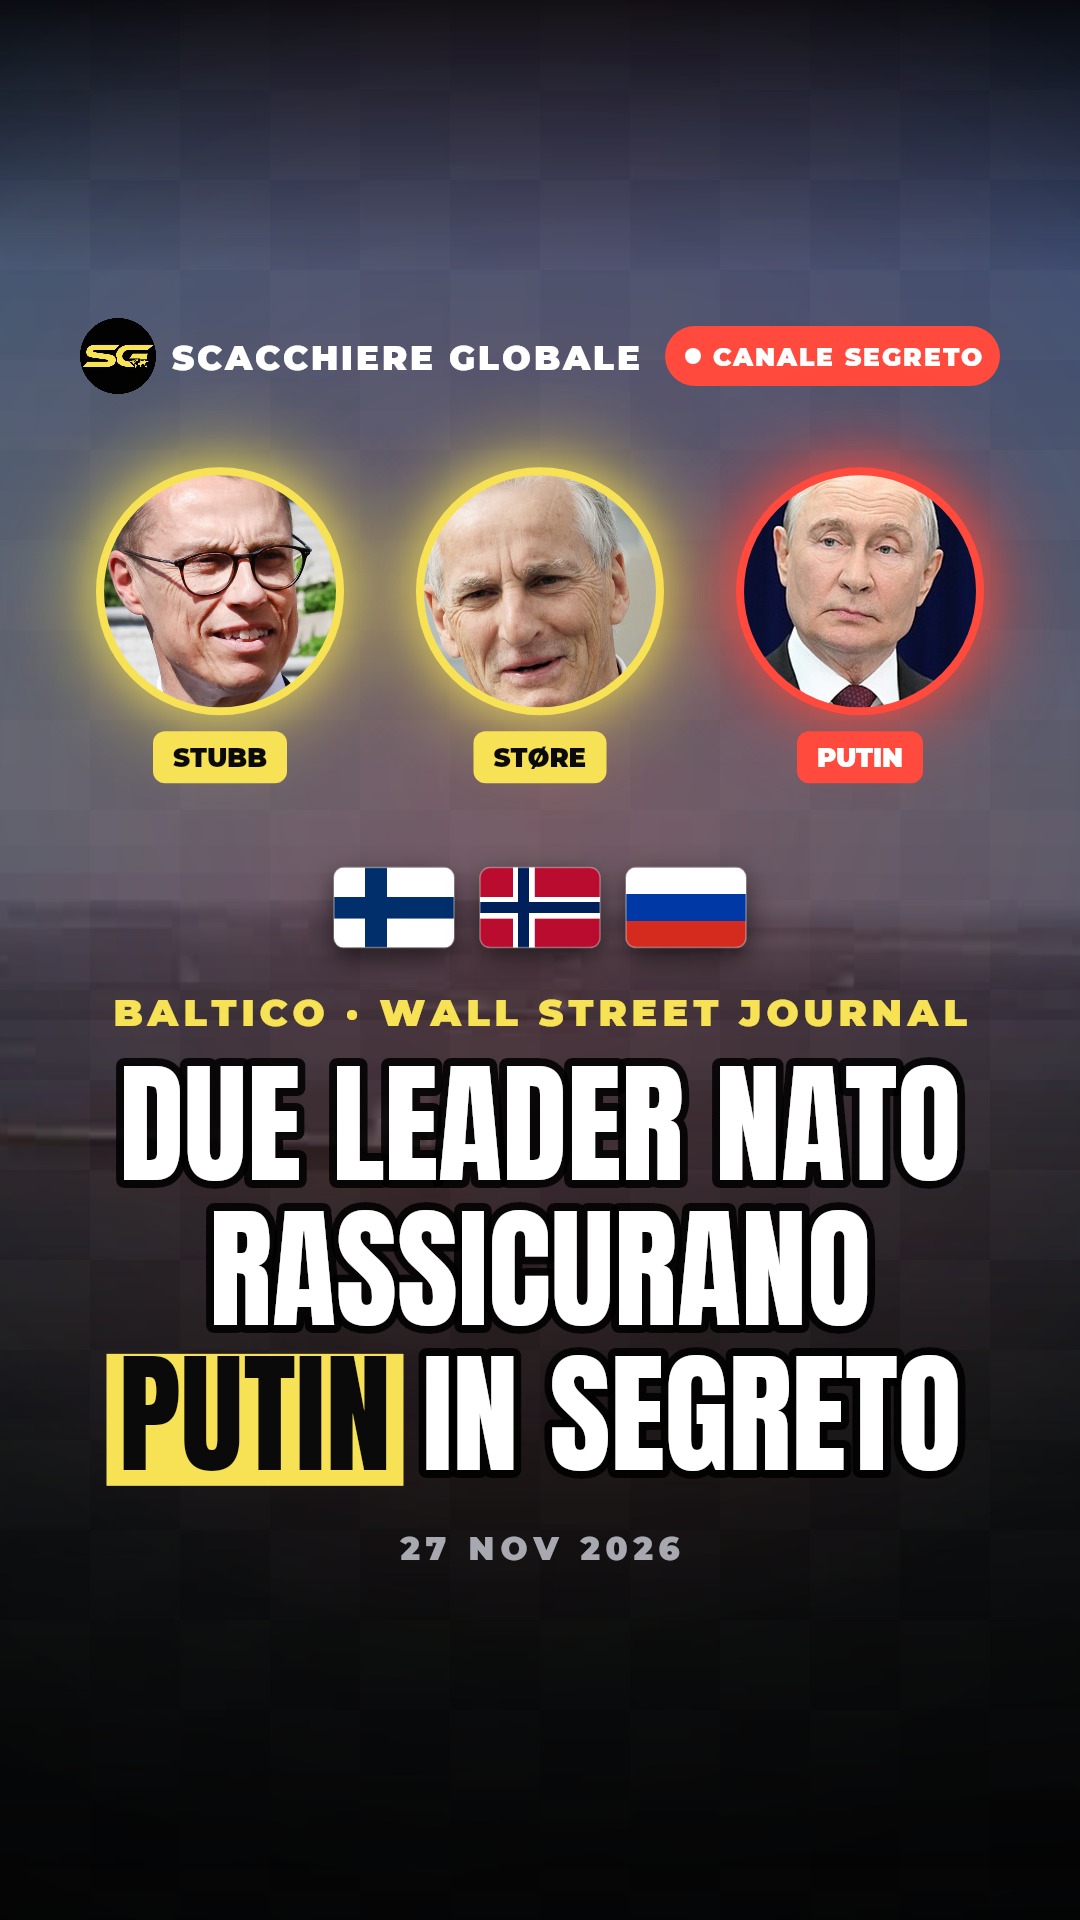 SG
SCACCHIERE GLOBALE
CANALE SEGRETO
STUBB
STØRE
PUTIN
BALTICO · WALL STREET JOURNAL
DUE LEADER NATO
RASSICURANO
PUTIN IN SEGRETO
27 NOV 2026